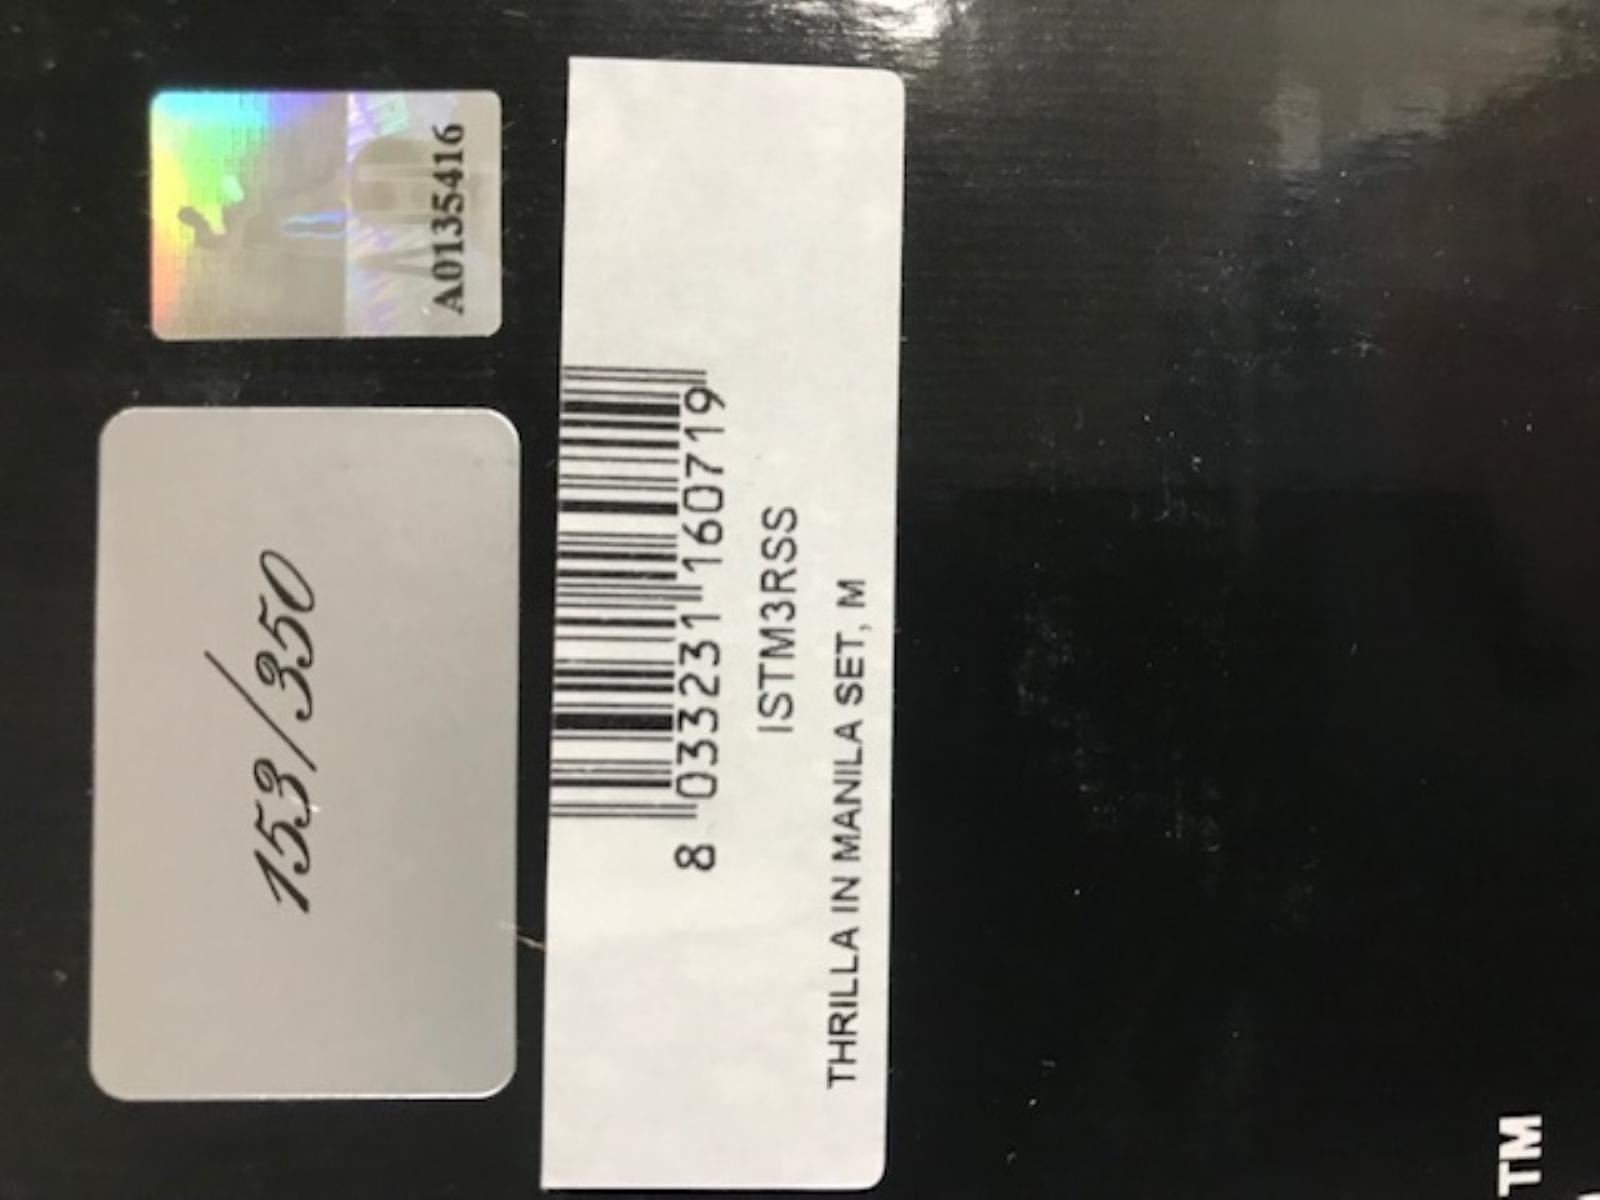 A0135416
153/350
8 033231 160719
ISTM3RSS
THRILLA IN MANILA SET, M
TM